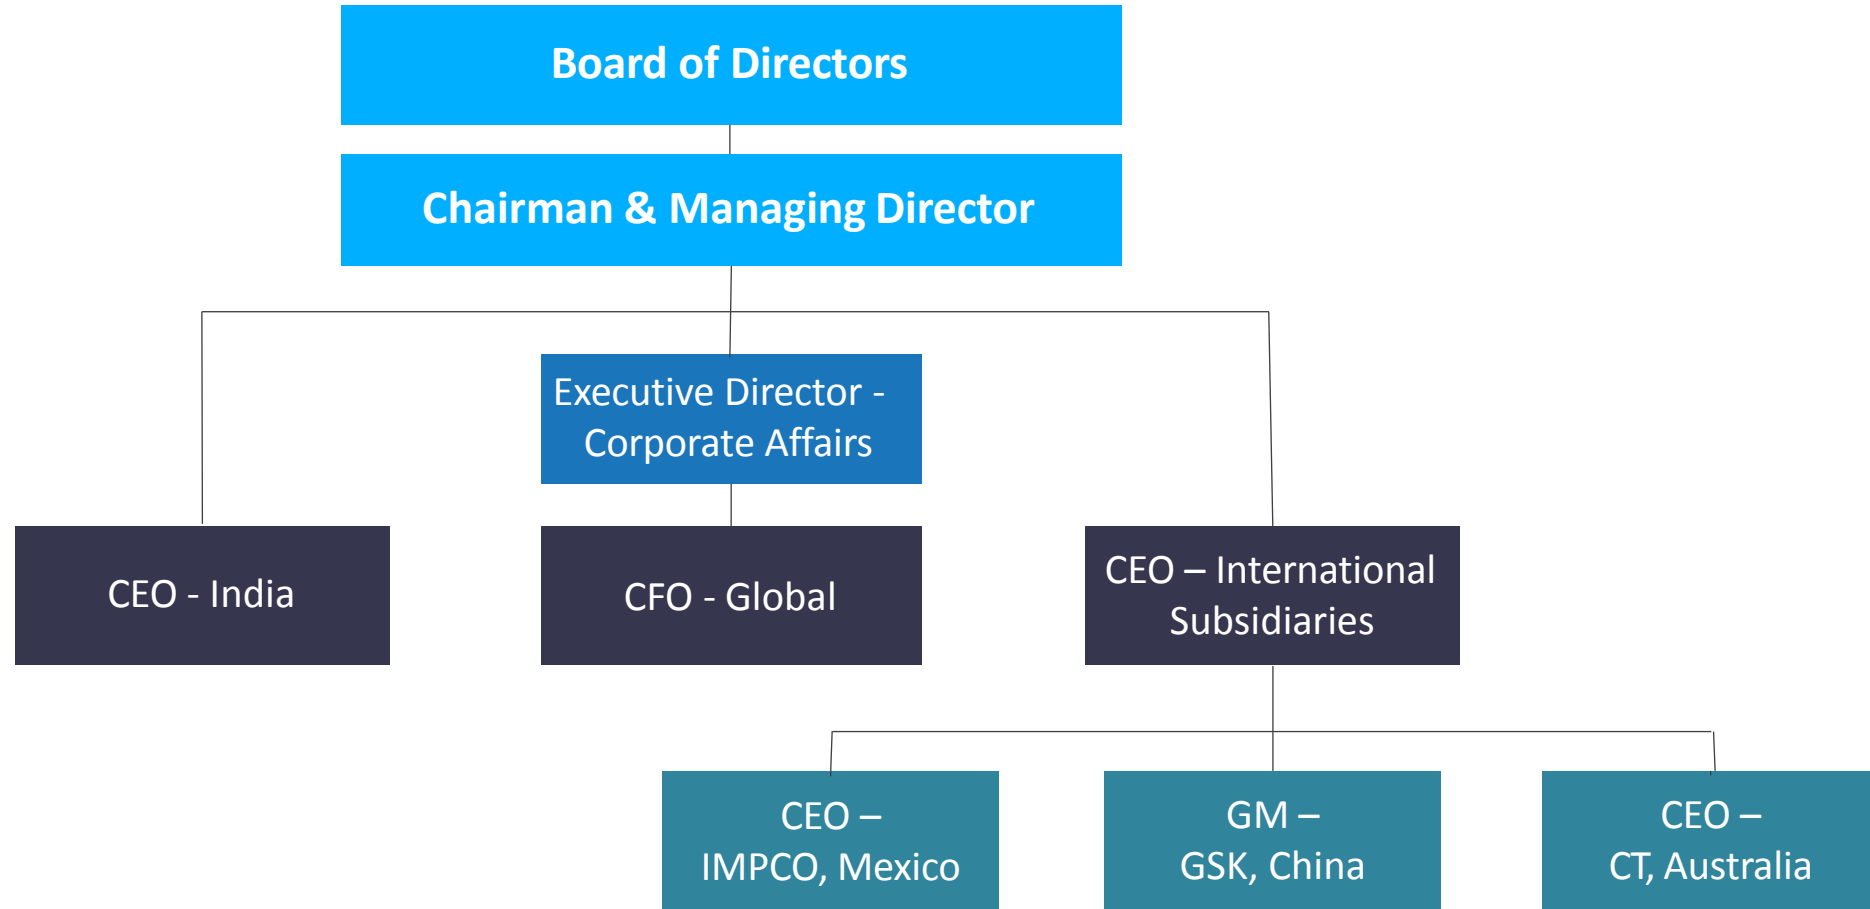 Board of Directors
Chairman & Managing Director
Executive Director -
Corporate Affairs
CEO - India
CFO - Global
CEO – International
Subsidiaries
CEO –
IMPCO, Mexico
GM –
GSK, China
CEO –
CT, Australia